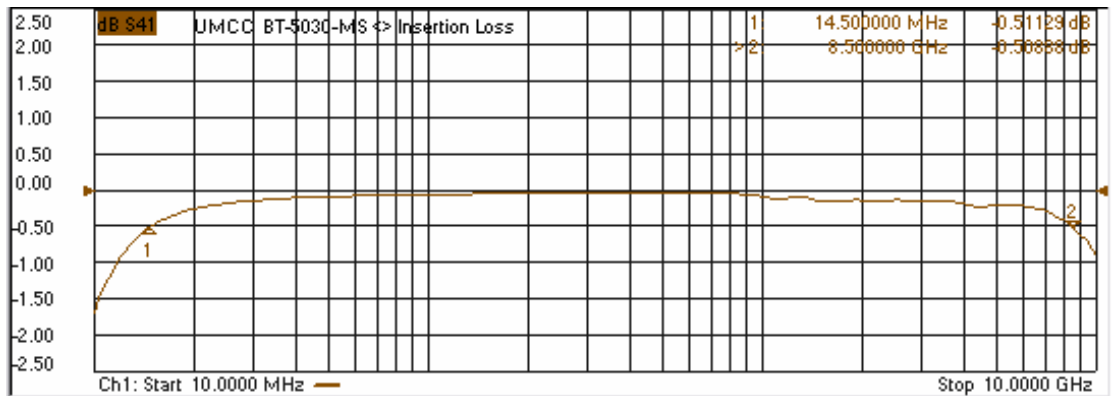 2.50
dB S41 UMCC BT-5030-MS <> Insertion Loss
1: 14.500000 MHz -0.51129 dB
2.00
> 2: 8.500000 GHz -0.50838 dB
1.50
1.00
0.50
0.00
-0.50
1
2
-1.00
-1.50
-2.00
-2.50
Ch1: Start 10.0000 MHz
Stop 10.0000 GHz